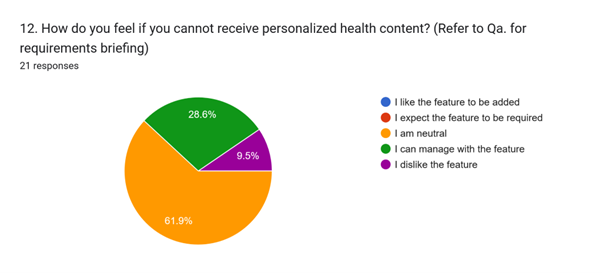 12. How do you feel if you cannot receive personalized health content? (Refer to Qa. for
requirements briefing)
21 responses
I like the feature to be added
I expect the feature to be required
I am neutral
I can manage with the feature
I dislike the feature
28.6%
9.5%
61.9%